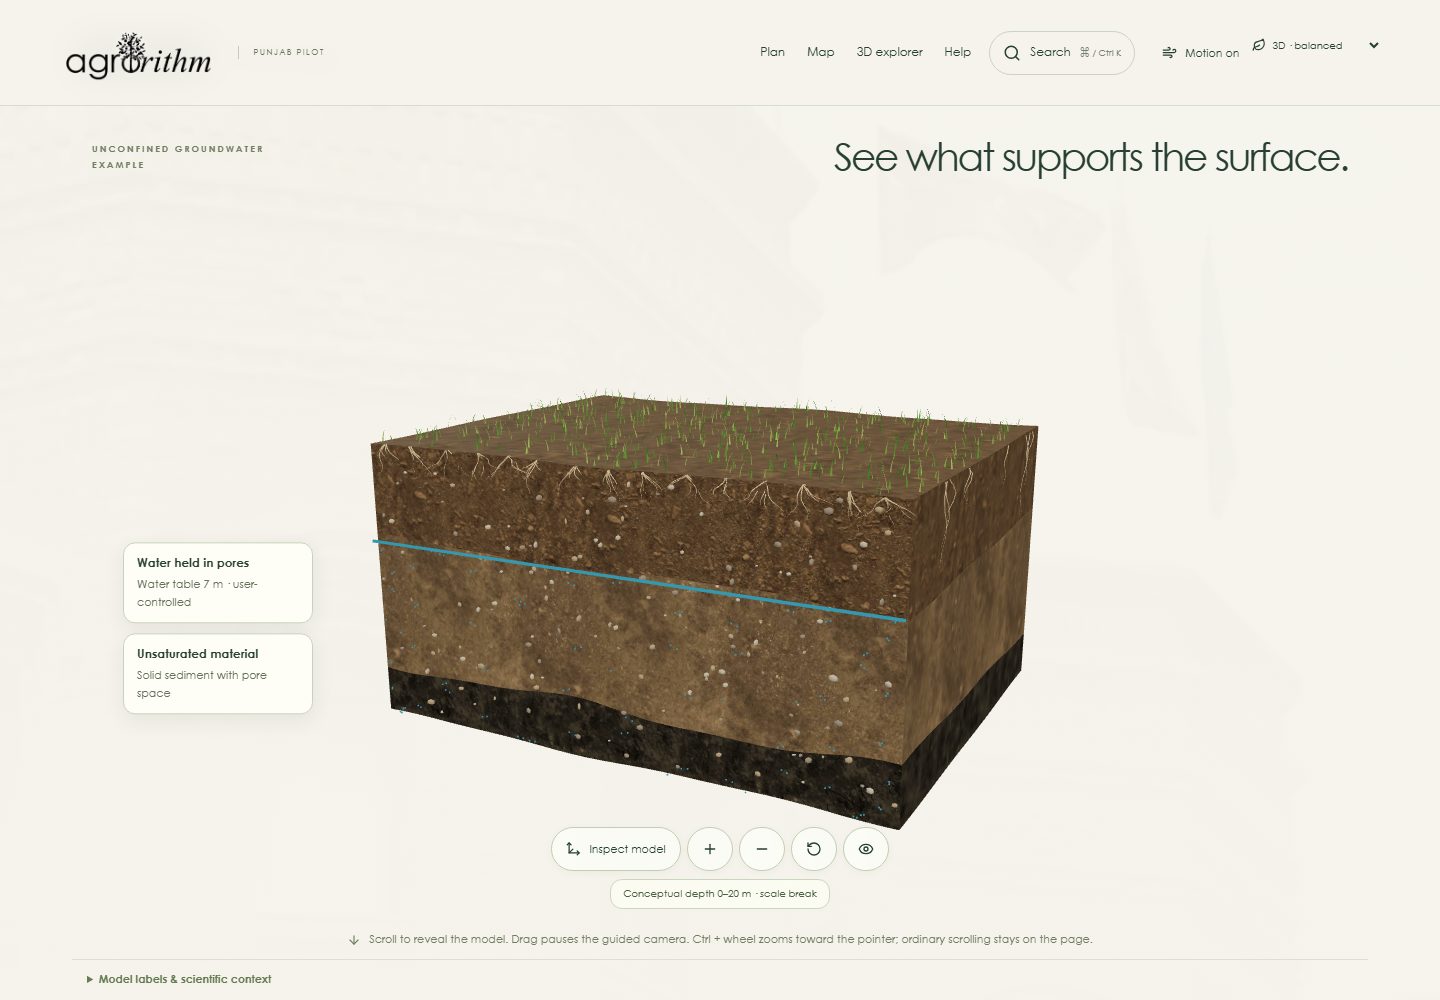 agrorithm
PUNJAB PILOT
Plan
Map
3D explorer
Help
Search ⌘ / Ctrl K
Motion on
3D · balanced
UNCONFINED GROUNDWATER
EXAMPLE
See what supports the surface.
Water held in pores
Water table 7 m · user-
controlled
Unsaturated material
Solid sediment with pore
space
Inspect model
Conceptual depth 0–20 m · scale break
Scroll to reveal the model. Drag pauses the guided camera. Ctrl + wheel zooms toward the pointer; ordinary scrolling stays on the page.
Model labels & scientific context